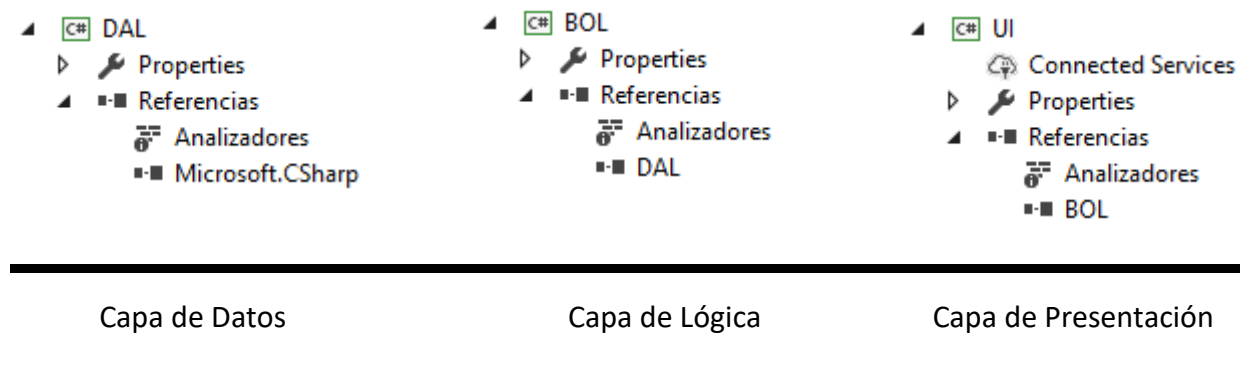 C# DAL
Properties
Referencias
Analizadores
Microsoft.CSharp
C# BOL
Properties
Referencias
Analizadores
DAL
C# UI
Connected Services
Properties
Referencias
Analizadores
BOL
Capa de Datos
Capa de Lógica
Capa de Presentación